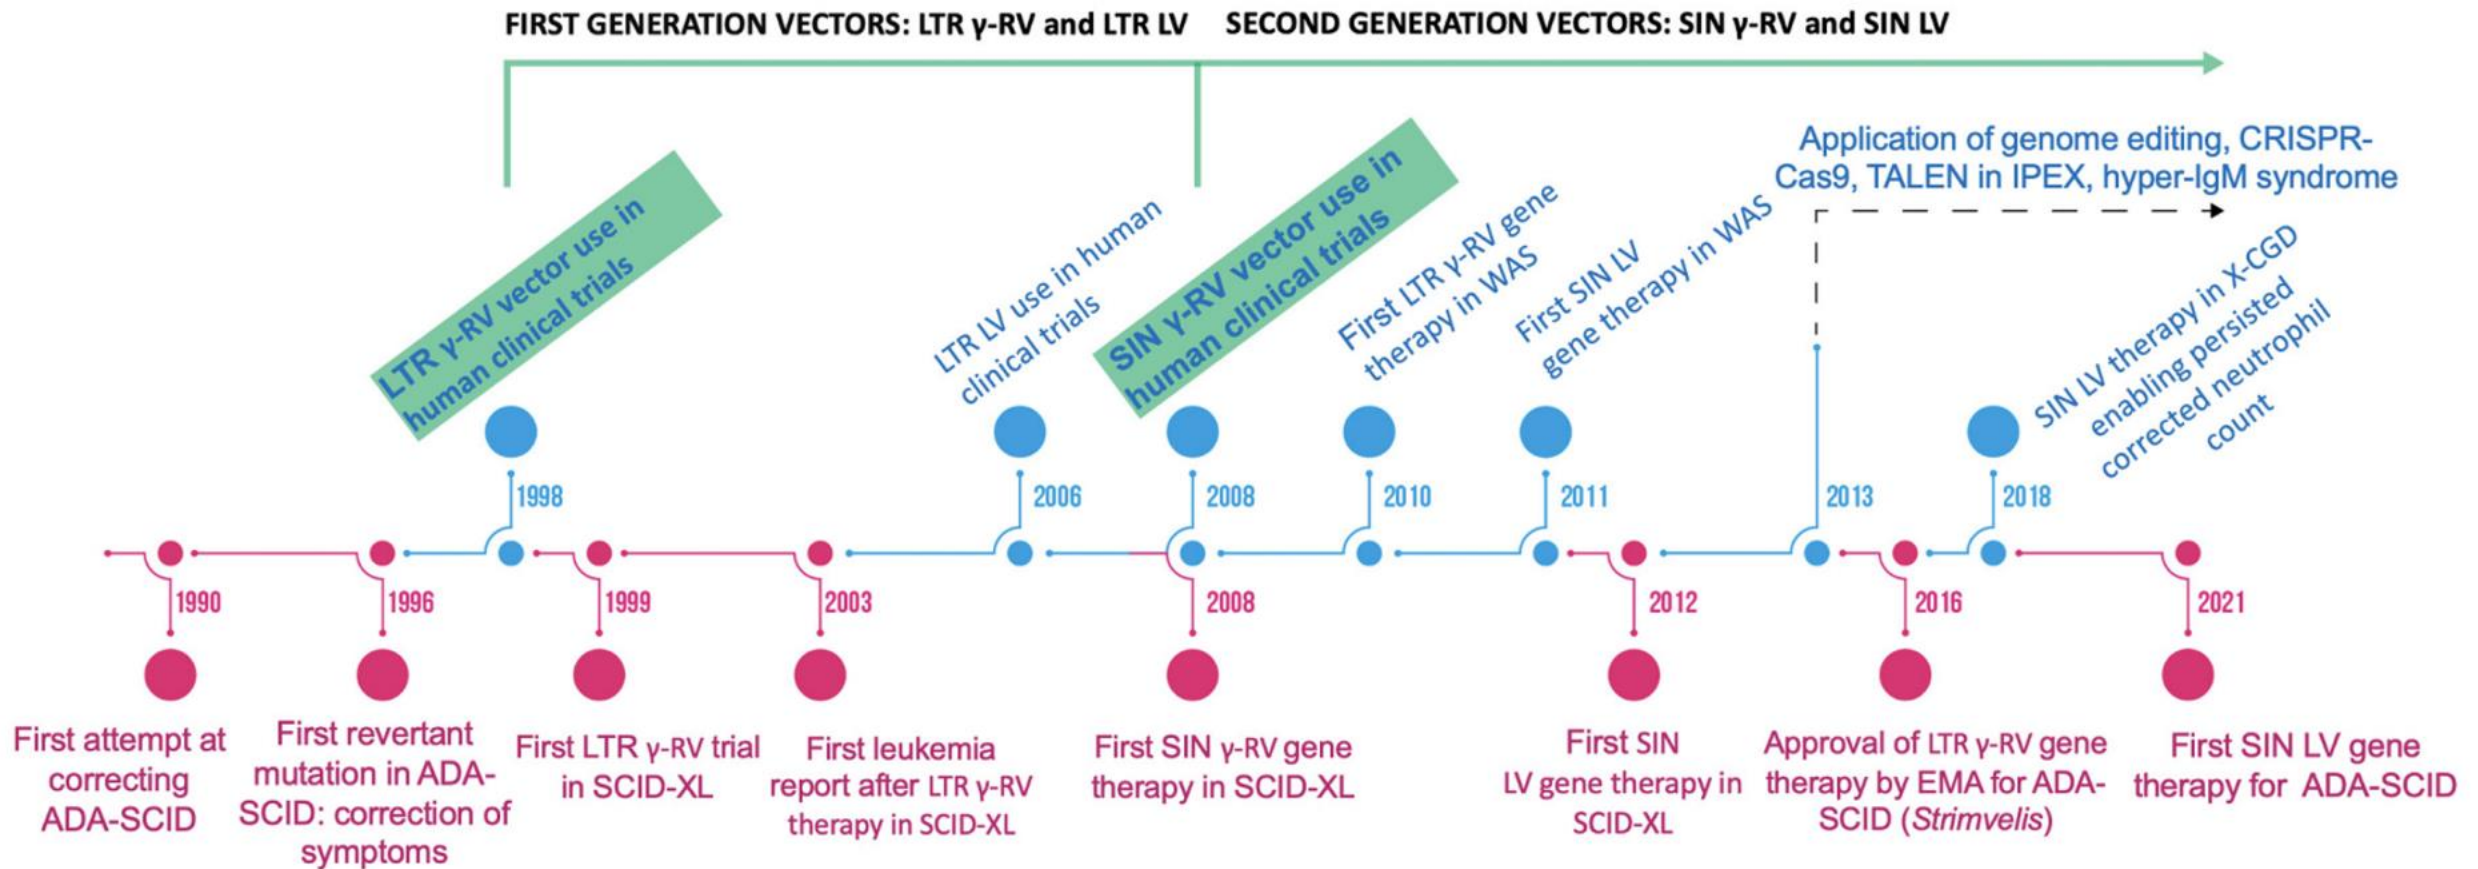 FIRST GENERATION VECTORS: LTR γ-RV and LTR LV
SECOND GENERATION VECTORS: SIN γ-RV and SIN LV
LTR γ-RV vector use in
human clinical trials
LTR LV use in human
clinical trials
SIN γ-RV vector use in
human clinical trials
First LTR γ-RV gene
therapy in WAS
First SIN LV
gene therapy in WAS
Application of genome editing, CRISPR-
Cas9, TALEN in IPEX, hyper-IgM syndrome
SIN LV therapy in X-CGD
enabling persisted
corrected neutrophil
count
1998
2006
2008
2010
2011
2013
2018
1990
1996
1999
2003
2008
2012
2016
2021
First attempt at
correcting
ADA-SCID
First revertant
mutation in ADA-
SCID: correction of
symptoms
First LTR γ-RV trial
in SCID-XL
First leukemia
report after LTR γ-RV
therapy in SCID-XL
First SIN γ-RV gene
therapy in SCID-XL
First SIN
LV gene therapy in
SCID-XL
Approval of LTR γ-RV gene
therapy by EMA for ADA-
SCID (Strimvelis)
First SIN LV gene
therapy for ADA-SCID